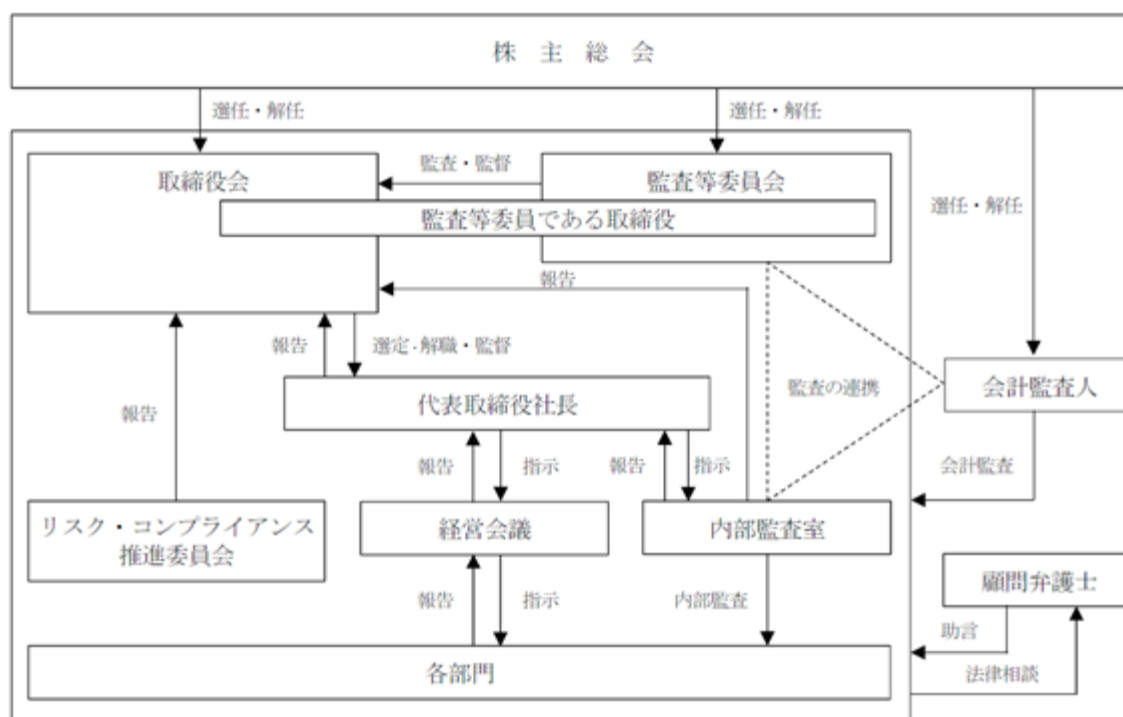 株主総会
選任・解任
選任・解任
選任・解任
取締役会
監査・監督
監査等委員会
監査等委員である取締役
報告
報告
選定・解職・監督
監査の連携
会計監査人
代表取締役社長
報告
報告
指示
報告
指示
会計監査
リスク・コンプライアンス
推進委員会
経営会議
内部監査室
顧問弁護士
報告
指示
内部監査
助言
法律相談
各部門